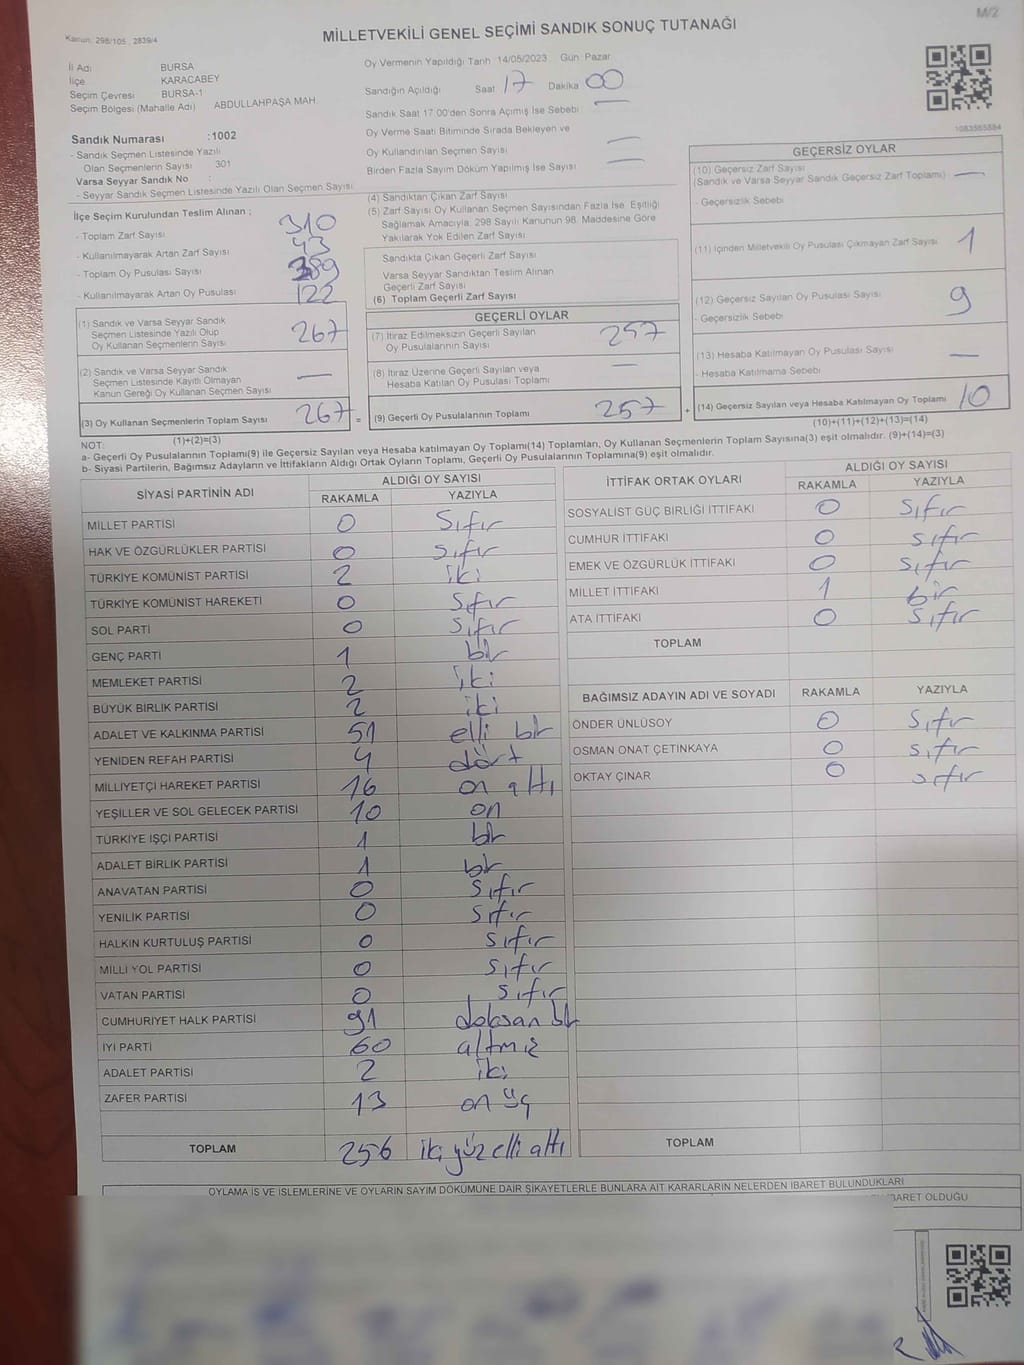 M/2
Kanun: 298/105, 2839/4
MİLLETVEKİLİ GENEL SEÇİMİ SANDIK SONUÇ TUTANAĞI
İl Adı BURSA
İlçe KARACABEY
Seçim Çevresi BURSA-1
Seçim Bölgesi (Mahalle Adı) ABDULLAHPAŞA MAH.
Sandık Numarası :1002
- Sandık Seçmen Listesinde Yazılı
Olan Seçmenlerin Sayısı 301
Varsa Seyyar Sandık No :
- Seyyar Sandık Seçmen Listesinde Yazılı Olan Seçmen Sayısı
Oy Vermenin Yapıldığı Tarih 14/05/2023 Gün Pazar
Sandığın Açıldığı Saat 17 Dakika 00
Sandık Saat 17:00'den Sonra Açılmış İse Sebebi —
Oy Verme Saati Bitiminde Sırada Bekleyen ve
Oy Kullandırılan Seçmen Sayısı —
Birden Fazla Sayım Döküm Yapılmış İse Sayısı —
1083565884
İlçe Seçim Kurulundan Teslim Alınan ;
- Toplam Zarf Sayısı 310
- Kullanılmayarak Artan Zarf Sayısı 43
- Toplam Oy Pusulası Sayısı 389
- Kullanılmayarak Artan Oy Pusulası 122
(1) Sandık ve Varsa Seyyar Sandık
Seçmen Listesinde Yazılı Olup
Oy Kullanan Seçmenlerin Sayısı 267
(2) Sandık ve Varsa Seyyar Sandık
Seçmen Listesinde Kayıtlı Olmayan
Kanun Gereği Oy Kullanan Seçmen Sayısı —
(3) Oy Kullanan Seçmenlerin Toplam Sayısı 267 =
(1)+(2)=(3)
(4) Sandıktan Çıkan Zarf Sayısı
(5) Zarf Sayısı Oy Kullanan Seçmen Sayısından Fazla İse, Eşitliği
Sağlamak Amacıyla, 298 Sayılı Kanunun 98. Maddesine Göre
Yakılarak Yok Edilen Zarf Sayısı
Sandıkta Çıkan Geçerli Zarf Sayısı
Varsa Seyyar Sandıktan Teslim Alınan
Geçerli Zarf Sayısı
(6) Toplam Geçerli Zarf Sayısı
GEÇERLİ OYLAR
(7) İtiraz Edilmeksizin Geçerli Sayılan
Oy Pusulalarının Sayısı 257
(8) İtiraz Üzerine Geçerli Sayılan veya
Hesaba Katılan Oy Pusulası Toplamı —
(9) Geçerli Oy Pusulalarının Toplamı 257 +
GEÇERSİZ OYLAR
(10) Geçersiz Zarf Sayısı
(Sandık ve Varsa Seyyar Sandık Geçersiz Zarf Toplamı) —
- Geçersizlik Sebebi
(11) İçinden Milletvekili Oy Pusulası Çıkmayan Zarf Sayısı 1
(12) Geçersiz Sayılan Oy Pusulası Sayısı 9
- Geçersizlik Sebebi
(13) Hesaba Katılmayan Oy Pusulası Sayısı —
- Hesaba Katılmama Sebebi
(14) Geçersiz Sayılan veya Hesaba Katılmayan Oy Toplamı 10
(10)+(11)+(12)+(13)=(14)
NOT:
a- Geçerli Oy Pusulalarının Toplamı(9) ile Geçersiz Sayılan veya Hesaba katılmayan Oy Toplamı(14) Toplamları, Oy Kullanan Seçmenlerin Toplam Sayısına(3) eşit olmalıdır. (9)+(14)=(3)
b- Siyasi Partilerin, Bağımsız Adayların ve İttifakların Aldığı Ortak Oyların Toplamı, Geçerli Oy Pusulalarının Toplamına(9) eşit olmalıdır.
SİYASİ PARTİNİN ADI ALDIĞI OY SAYISI
RAKAMLA YAZIYLA
MİLLET PARTİSİ 0 Sıfır
HAK VE ÖZGÜRLÜKLER PARTİSİ 0 sıfır
TÜRKİYE KOMÜNİST PARTİSİ 2 iki
TÜRKİYE KOMÜNİST HAREKETİ 0 Sıfır
SOL PARTİ 0 Sıfır
GENÇ PARTİ 1 bir
MEMLEKET PARTİSİ 2 iki
BÜYÜK BİRLİK PARTİSİ 2 iki
ADALET VE KALKINMA PARTİSİ 51 elli bir
YENİDEN REFAH PARTİSİ 4 dört
MİLLİYETÇİ HAREKET PARTİSİ 16 on altı
YEŞİLLER VE SOL GELECEK PARTİSİ 10 on
TÜRKİYE İŞÇİ PARTİSİ 1 bir
ADALET BİRLİK PARTİSİ 1 bir
ANAVATAN PARTİSİ 0 Sıfır
YENİLİK PARTİSİ 0 Sıfır
HALKIN KURTULUŞ PARTİSİ 0 Sıfır
MİLLİ YOL PARTİSİ 0 Sıfır
VATAN PARTİSİ 0 Sıfır
CUMHURİYET HALK PARTİSİ 91 doksan bir
İYİ PARTİ 60 altmış
ADALET PARTİSİ 2 iki
ZAFER PARTİSİ 13 on üç
TOPLAM 256 iki yüz elli altı
İTTİFAK ORTAK OYLARI ALDIĞI OY SAYISI
RAKAMLA YAZIYLA
SOSYALİST GÜÇ BİRLİĞİ İTTİFAKI 0 Sıfır
CUMHUR İTTİFAKI 0 Sıfır
EMEK VE ÖZGÜRLÜK İTTİFAKI 0 Sıfır
MİLLET İTTİFAKI 1 bir
ATA İTTİFAKI 0 Sıfır
TOPLAM
BAĞIMSIZ ADAYIN ADI VE SOYADI RAKAMLA YAZIYLA
ÖNDER ÜNLÜSOY 0 Sıfır
OSMAN ONAT ÇETİNKAYA 0 Sıfır
OKTAY ÇINAR 0 sıfır
TOPLAM
OYLAMA İŞ VE İŞLEMLERİNE VE OYLARIN SAYIM DÖKÜMÜNE DAİR ŞİKAYETLERLE BUNLARA AİT KARARLARIN NELERDEN İBARET BULUNDUKLARI
İBARET OLDUĞU